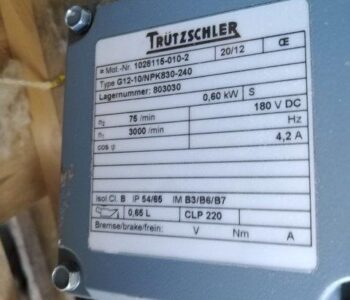 TRÜTZSCHLER
Mot.-Nr. 1025115-010-2 20/12 CE
Type G12-10/NPK830-240
Lagernummer: 803030
0,60 kW S
n₂ 75 /min 180 V DC
n₁ 3000 /min Hz
cos φ 4,2 A
Isol.Cl. B IP 54/65 IM B3/B6/B7
0,65 L CLP 220
Bremse/brake/frein: V Nm A